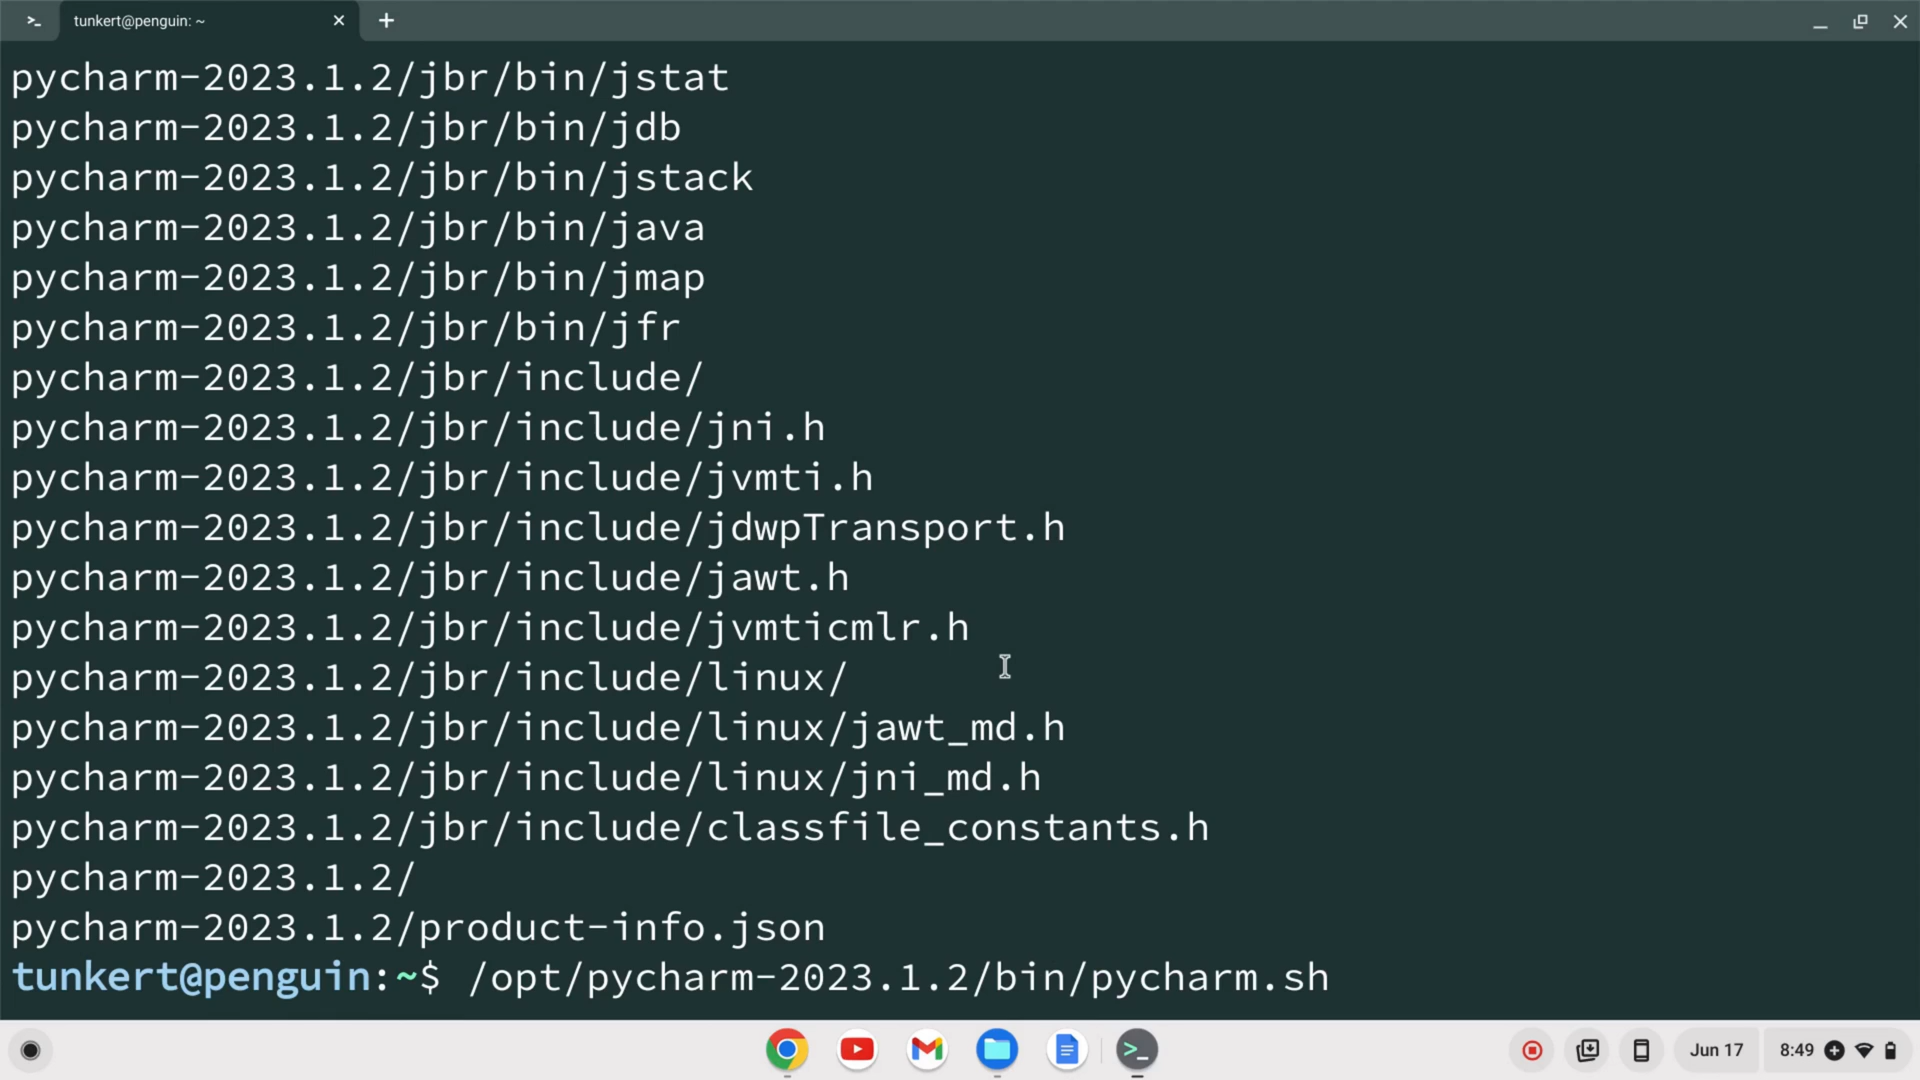 tunkert@penguin: ~
pycharm-2023.1.2/jbr/bin/jstat
pycharm-2023.1.2/jbr/bin/jdb
pycharm-2023.1.2/jbr/bin/jstack
pycharm-2023.1.2/jbr/bin/java
pycharm-2023.1.2/jbr/bin/jmap
pycharm-2023.1.2/jbr/bin/jfr
pycharm-2023.1.2/jbr/include/
pycharm-2023.1.2/jbr/include/jni.h
pycharm-2023.1.2/jbr/include/jvmti.h
pycharm-2023.1.2/jbr/include/jdwpTransport.h
pycharm-2023.1.2/jbr/include/jawt.h
pycharm-2023.1.2/jbr/include/jvmticmlr.h
pycharm-2023.1.2/jbr/include/linux/
pycharm-2023.1.2/jbr/include/linux/jawt_md.h
pycharm-2023.1.2/jbr/include/linux/jni_md.h
pycharm-2023.1.2/jbr/include/classfile_constants.h
pycharm-2023.1.2/
pycharm-2023.1.2/product-info.json
tunkert@penguin:~$ /opt/pycharm-2023.1.2/bin/pycharm.sh
Jun 17 8:49